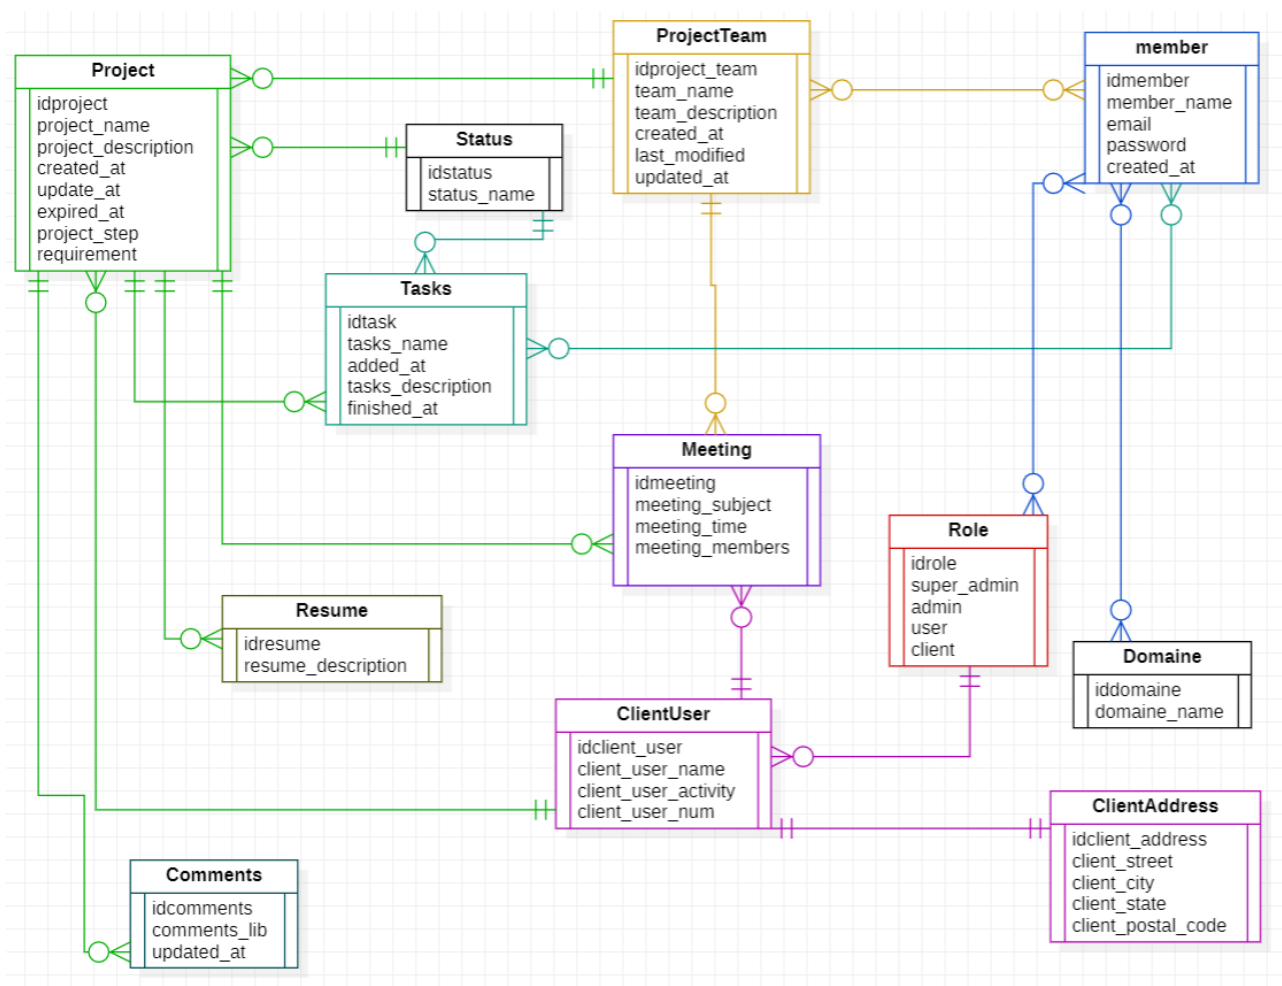 Project
idproject
project_name
project_description
created_at
update_at
expired_at
project_step
requirement
Status
idstatus
status_name
ProjectTeam
idproject_team
team_name
team_description
created_at
last_modified
updated_at
member
idmember
member_name
email
password
created_at
Tasks
idtask
tasks_name
added_at
tasks_description
finished_at
Meeting
idmeeting
meeting_subject
meeting_time
meeting_members
Role
idrole
super_admin
admin
user
client
Resume
idresume
resume_description
Domaine
iddomaine
domaine_name
ClientUser
idclient_user
client_user_name
client_user_activity
client_user_num
ClientAddress
idclient_address
client_street
client_city
client_state
client_postal_code
Comments
idcomments
comments_lib
updated_at